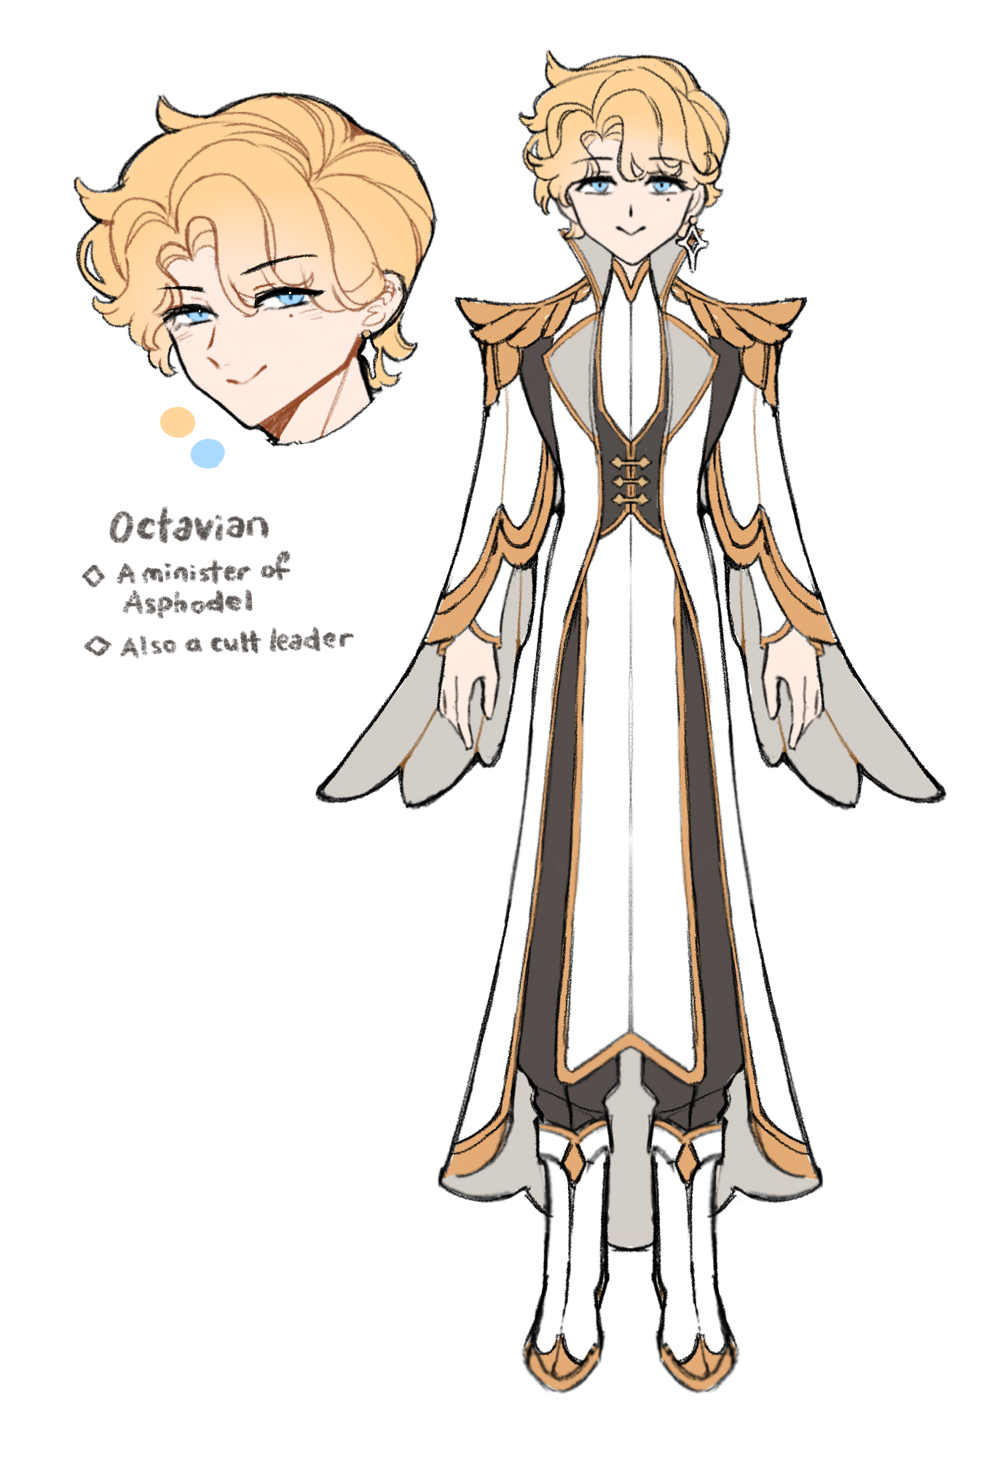 Octavian
◇ A minister of
Asphodel
◇ Also a cult leader